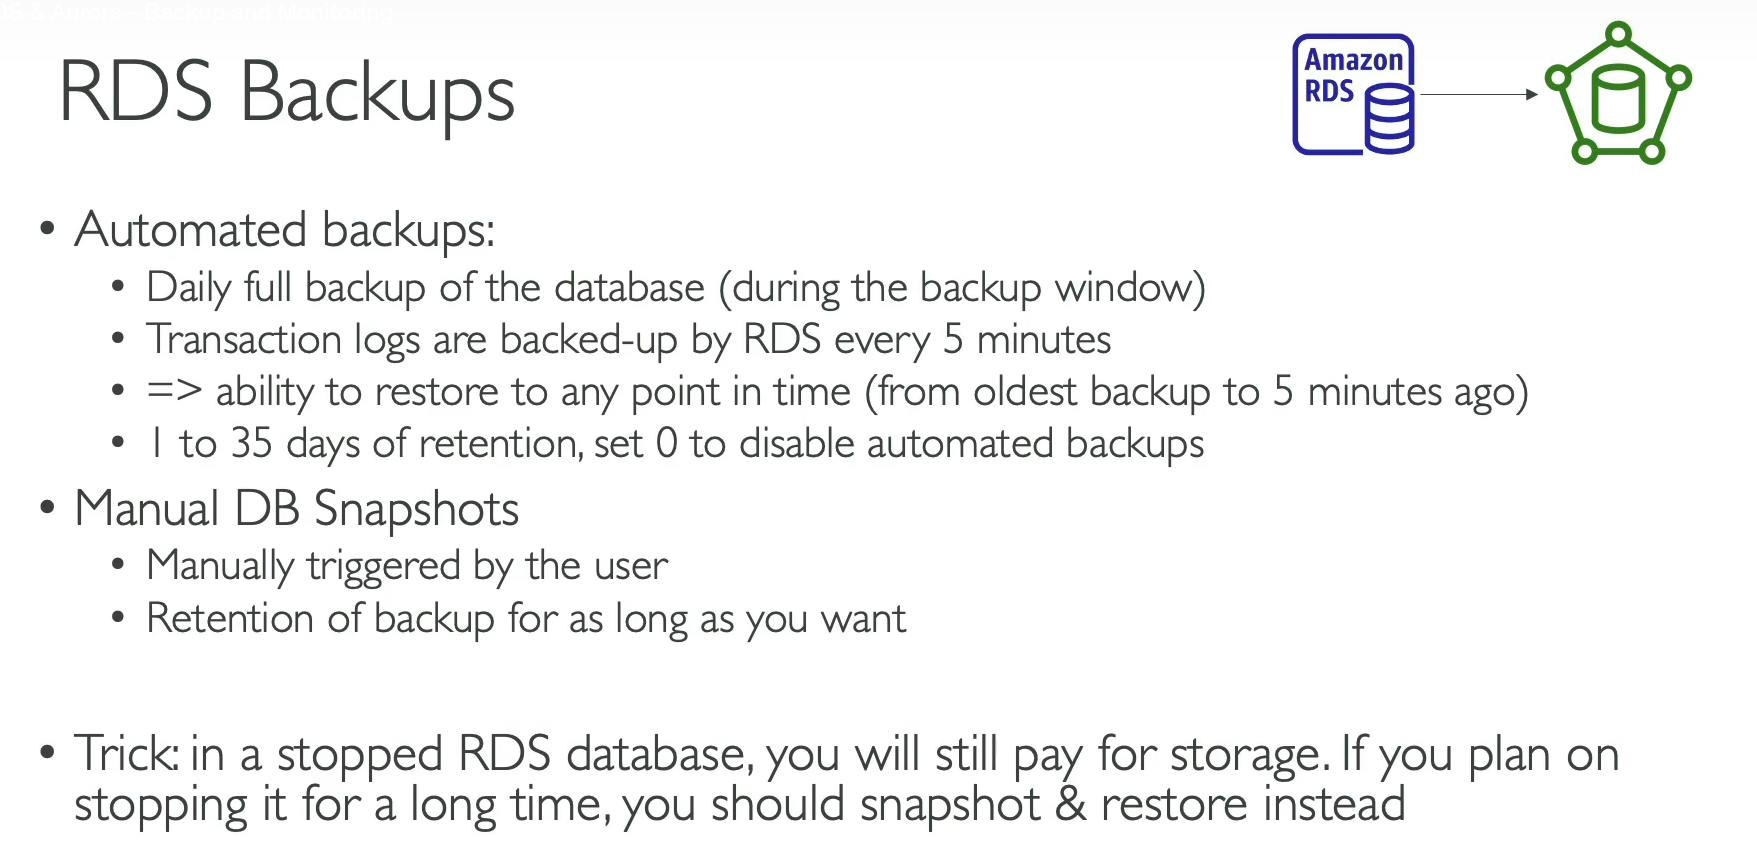 & Aurora – Backup and Monitoring
RDS Backups
Amazon
RDS
• Automated backups:
• Daily full backup of the database (during the backup window)
• Transaction logs are backed-up by RDS every 5 minutes
• => ability to restore to any point in time (from oldest backup to 5 minutes ago)
• 1 to 35 days of retention, set 0 to disable automated backups
• Manual DB Snapshots
• Manually triggered by the user
• Retention of backup for as long as you want
• Trick: in a stopped RDS database, you will still pay for storage. If you plan on
stopping it for a long time, you should snapshot & restore instead